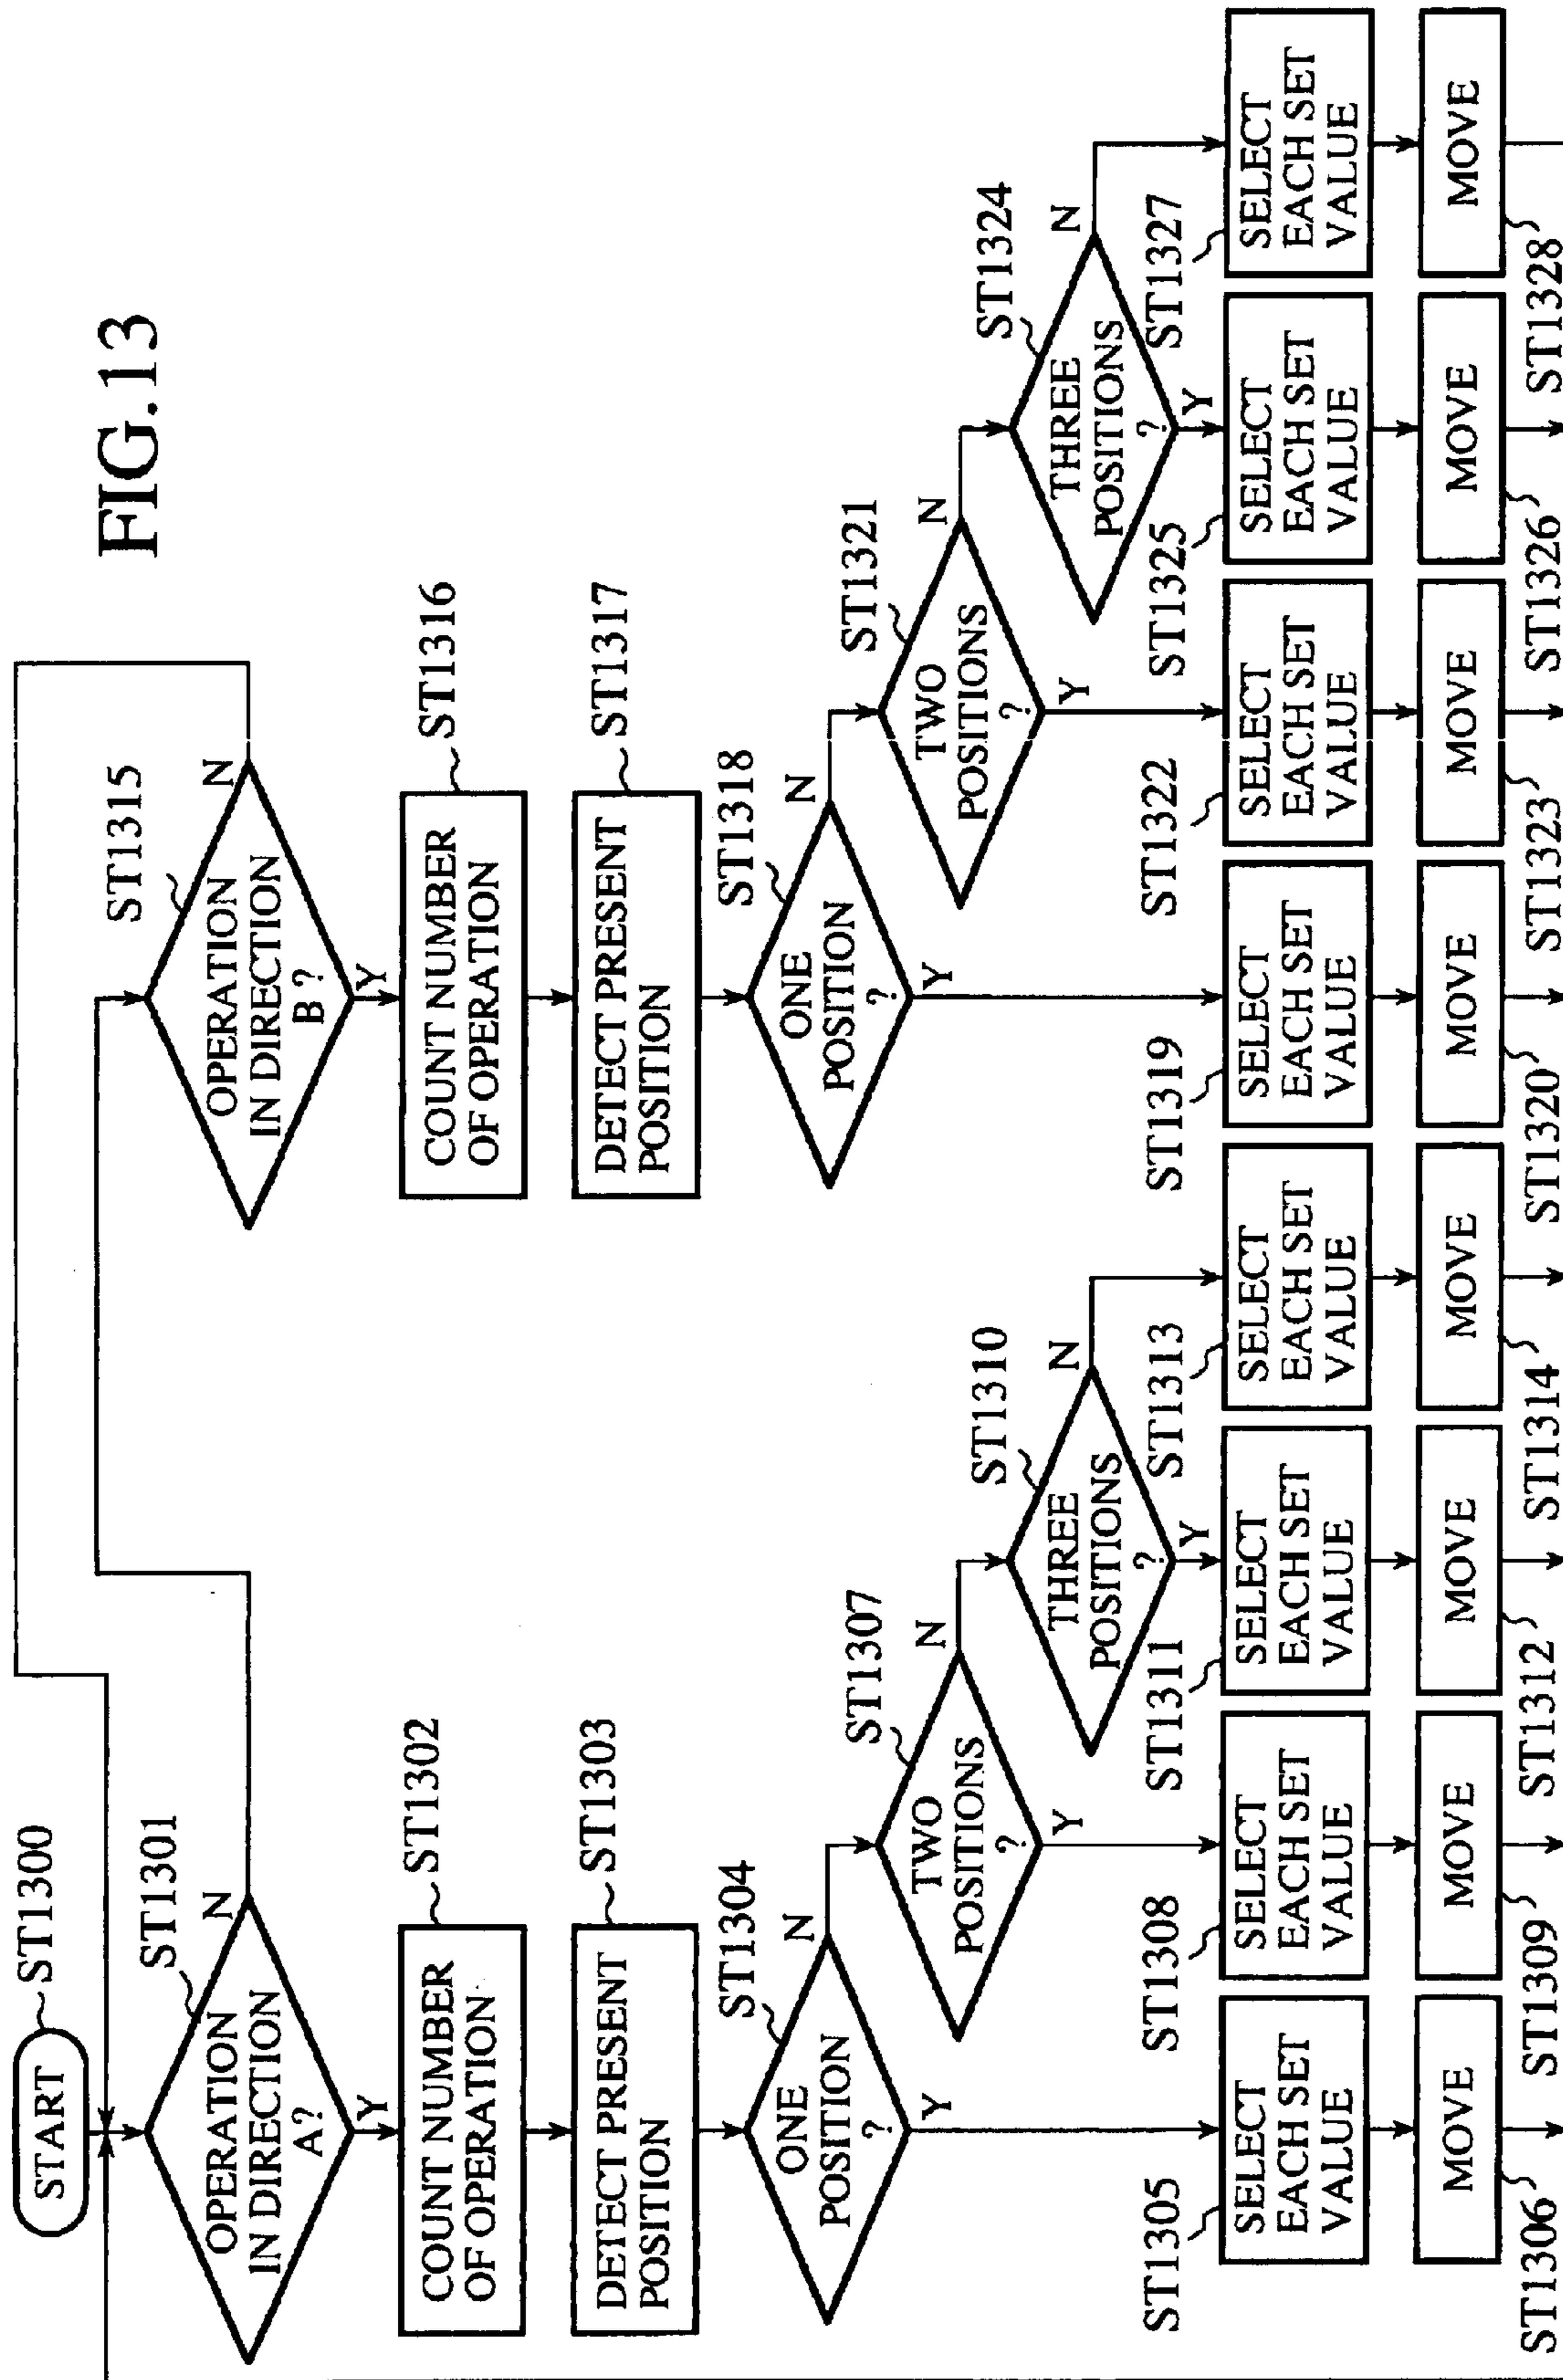 FIG.13
START
ST1300
OPERATION
IN DIRECTION
A?
ST1301
N
Y
COUNT NUMBER
OF OPERATION
ST1302
DETECT PRESENT
POSITION
ST1303
ONE
POSITION
?
ST1304
N
Y
TWO
POSITIONS
?
ST1307
N
Y
THREE
POSITIONS
?
ST1310
N
Y
ST1305
SELECT
EACH SET
VALUE
MOVE
ST1306
ST1308
SELECT
EACH SET
VALUE
MOVE
ST1309
ST1311
SELECT
EACH SET
VALUE
MOVE
ST1312
ST1313
SELECT
EACH SET
VALUE
MOVE
ST1314
OPERATION
IN DIRECTION
B ?
ST1315
N
Y
COUNT NUMBER
OF OPERATION
ST1316
DETECT PRESENT
POSITION
ST1317
ONE
POSITION
?
ST1318
N
Y
TWO
POSITIONS
?
ST1321
N
Y
THREE
POSITIONS
?
ST1324
N
Y
ST1319
SELECT
EACH SET
VALUE
MOVE
ST1320
ST1322
SELECT
EACH SET
VALUE
MOVE
ST1323
ST1325
SELECT
EACH SET
VALUE
MOVE
ST1326
ST1327
SELECT
EACH SET
VALUE
MOVE
ST1328